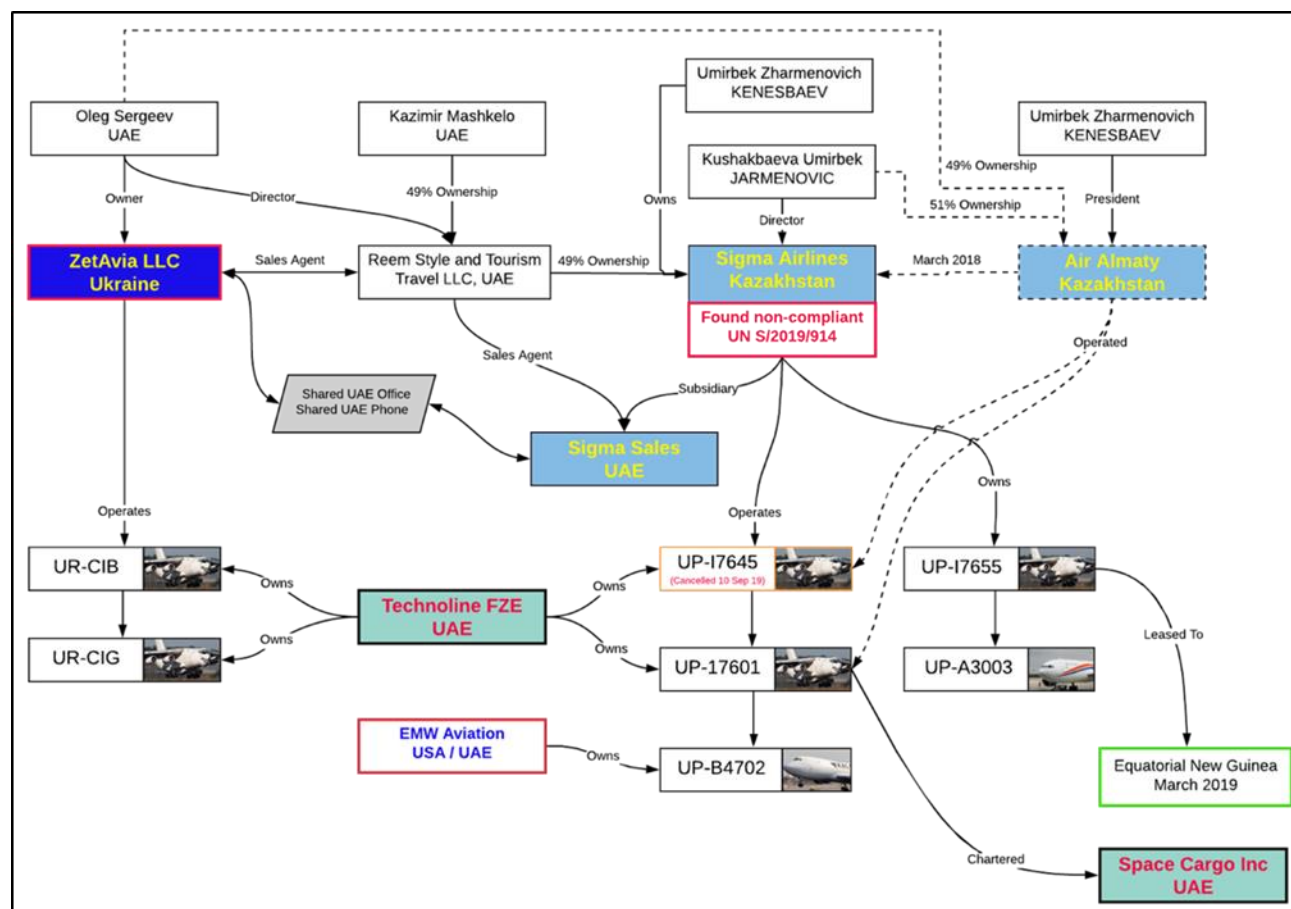 Umirbek Zharmenovich
KENESBAEV
Oleg Sergeev
UAE
Kazimir Mashkelo
UAE
Umirbek Zharmenovich
KENESBAEV
Kushakbaeva Umirbek
JARMENOVIC
49% Ownership
51% Ownership
Owner
Director
49% Ownership
Owns
Director
President
ZetAvia LLC
Ukraine
Sales Agent
Reem Style and Tourism
Travel LLC, UAE
49% Ownership
Sigma Airlines
Kazakhstan
March 2018
Air Almaty
Kazakhstan
Found non-compliant
UN S/2019/914
Operated
Sales Agent
Subsidiary
Shared UAE Office
Shared UAE Phone
Sigma Sales
UAE
Owns
Operates
Operates
UR-CIB
UP-I7645
(Cancelled 10 Sep 19)
UP-I7655
Owns
Owns
Technoline FZE
UAE
Owns
Owns
Leased To
UR-CIG
UP-17601
UP-A3003
EMW Aviation
USA / UAE
Owns
UP-B4702
Equatorial New Guinea
March 2019
Chartered
Space Cargo Inc
UAE